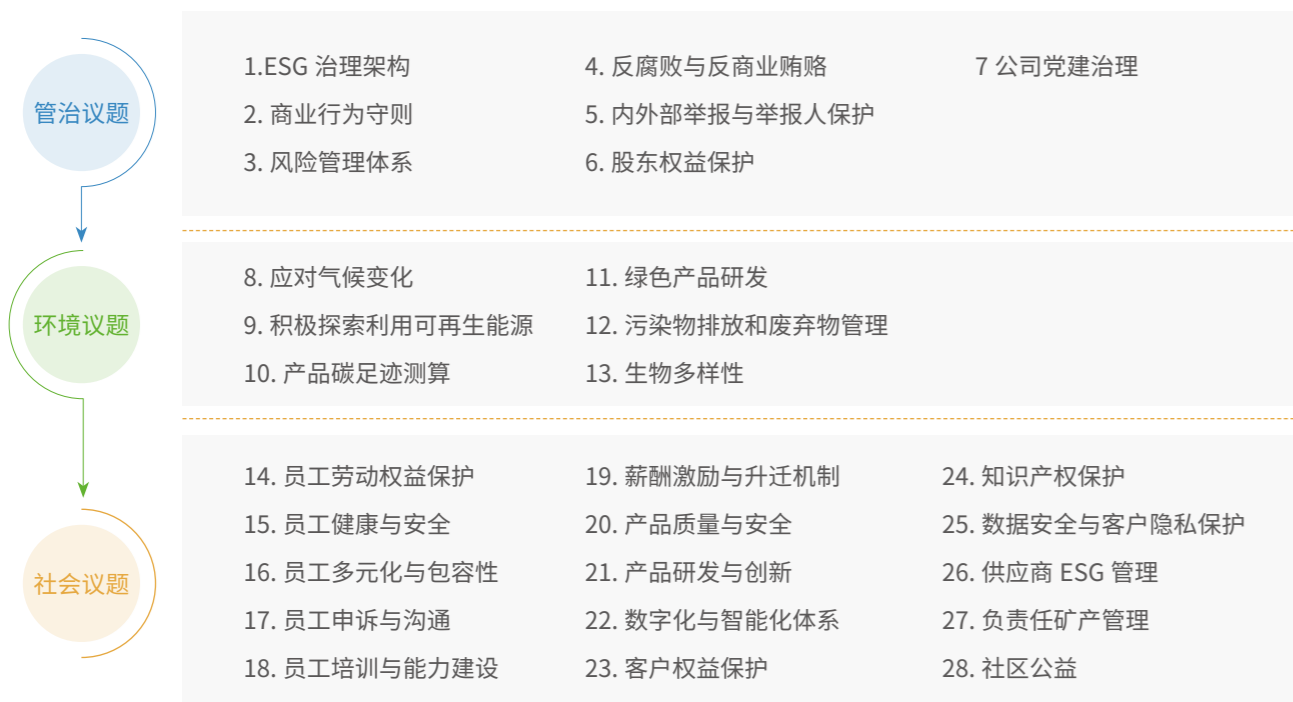 管治议题
1.ESG 治理架构
2. 商业行为守则
3. 风险管理体系
4. 反腐败与反商业贿赂
5. 内外部举报与举报人保护
6. 股东权益保护
7 公司党建治理
环境议题
8. 应对气候变化
9. 积极探索利用可再生能源
10. 产品碳足迹测算
11. 绿色产品研发
12. 污染物排放和废弃物管理
13. 生物多样性
社会议题
14. 员工劳动权益保护
15. 员工健康与安全
16. 员工多元化与包容性
17. 员工申诉与沟通
18. 员工培训与能力建设
19. 薪酬激励与升迁机制
20. 产品质量与安全
21. 产品研发与创新
22. 数字化与智能化体系
23. 客户权益保护
24. 知识产权保护
25. 数据安全与客户隐私保护
26. 供应商 ESG 管理
27. 负责任矿产管理
28. 社区公益